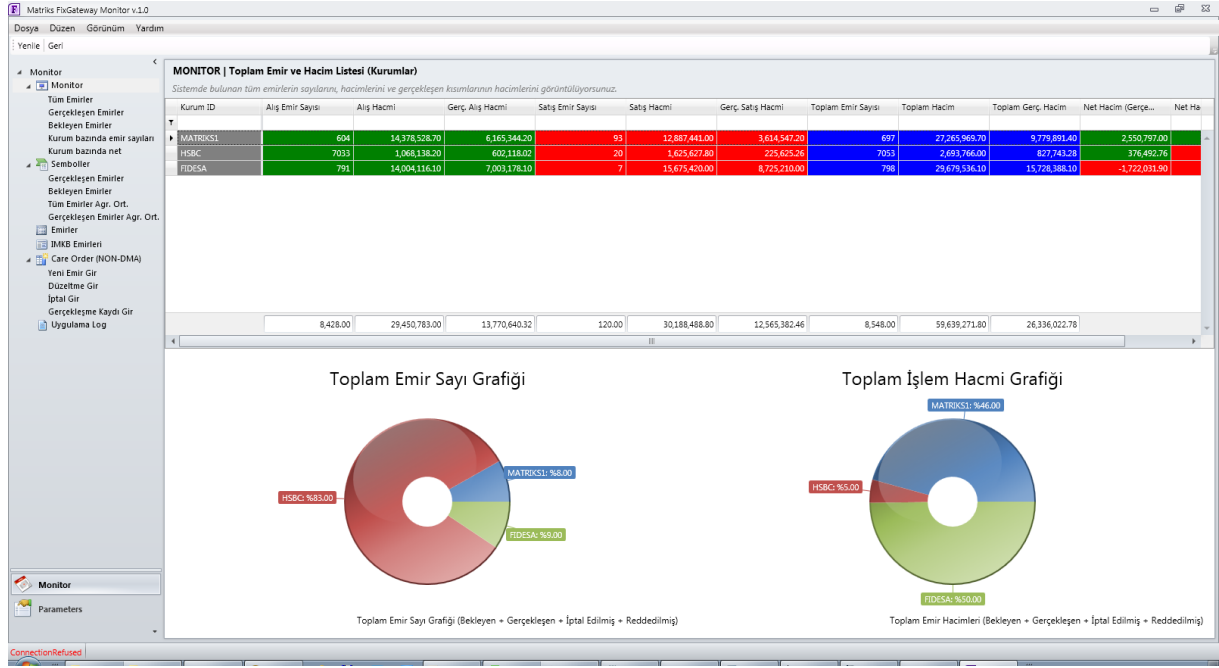 Matriks FixGateway Monitor v.1.0
Dosya Düzen Görünüm Yardım
Yenile Geri
Monitor
Monitor
Tüm Emirler
Gerçekleşen Emirler
Bekleyen Emirler
Kurum bazında emir sayıları
Kurum bazında net
Semboller
Gerçekleşen Emirler
Bekleyen Emirler
Tüm Emirler Agr. Ort.
Gerçekleşen Emirler Agr. Ort.
Emirler
IMKB Emirleri
Care Order (NON-DMA)
Yeni Emir Gir
Düzeltme Gir
İptal Gir
Gerçekleşme Kaydı Gir
Uygulama Log
Monitor
Parameters
MONITOR | Toplam Emir ve Hacim Listesi (Kurumlar)
Sistemde bulunan tüm emirlerin sayılarını, hacimlerini ve gerçekleşen kısımlarının hacimlerini görüntülüyorsunuz.
Kurum ID Alış Emir Sayısı Alış Hacmi Gerç. Alış Hacmi Satış Emir Sayısı Satış Hacmi Gerç. Satış Hacmi Toplam Emir Sayısı Toplam Hacim Toplam Gerç. Hacim Net Hacim (Gerçe... Net Ha
MATRIKS1 604 14,378,528.70 6,165,344.20 93 12,887,441.00 3,614,547.20 697 27,265,969.70 9,779,891.40 2,550,797.00
HSBC 7033 1,068,138.20 602,118.02 20 1,625,627.80 225,625.26 7053 2,693,766.00 827,743.28 376,492.76
FIDESA 791 14,004,116.10 7,003,178.10 7 15,675,420.00 8,725,210.00 798 29,679,536.10 15,728,388.10 -1,722,031.90
8,428.00 29,450,783.00 13,770,640.32 120.00 30,188,488.80 12,565,382.46 8,548.00 59,639,271.80 26,336,022.78
Toplam Emir Sayı Grafiği
MATRIKS1: %8.00
HSBC: %83.00
FIDESA: %9.00
Toplam Emir Sayı Grafiği (Bekleyen + Gerçekleşen + İptal Edilmiş + Reddedilmiş)
Toplam İşlem Hacmi Grafiği
MATRIKS1: %46.00
HSBC: %5.00
FIDESA: %50.00
Toplam Emir Hacimleri (Bekleyen + Gerçekleşen + İptal Edilmiş + Reddedilmiş)
ConnectionRefused